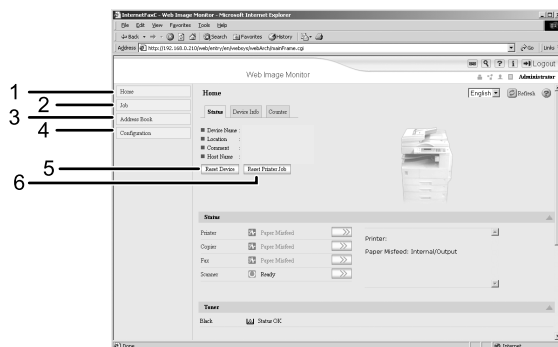 InternetFaxC - Web Image Monitor - Microsoft Internet Explorer
File Edit View Favorites Tools Help
Back Search Favorites History
Address http://192.168.0.210/web/entry/en/websys/webArch/mainFrame.cgi Go Links
Logout
Web Image Monitor Administrator
1 Home
2 Job
3 Address Book
4 Configuration
Home English Refresh
Status Device Info Counter
Device Name :
Location :
Comment :
Host Name :
5 Reset Device Reset Printer Job
6
Status
Printer Paper Misfeed
Copier Paper Misfeed
Fax Paper Misfeed
Scanner Ready
Printer:
Paper Misfeed: Internal/Output
Toner
Black Status OK
Done Internet